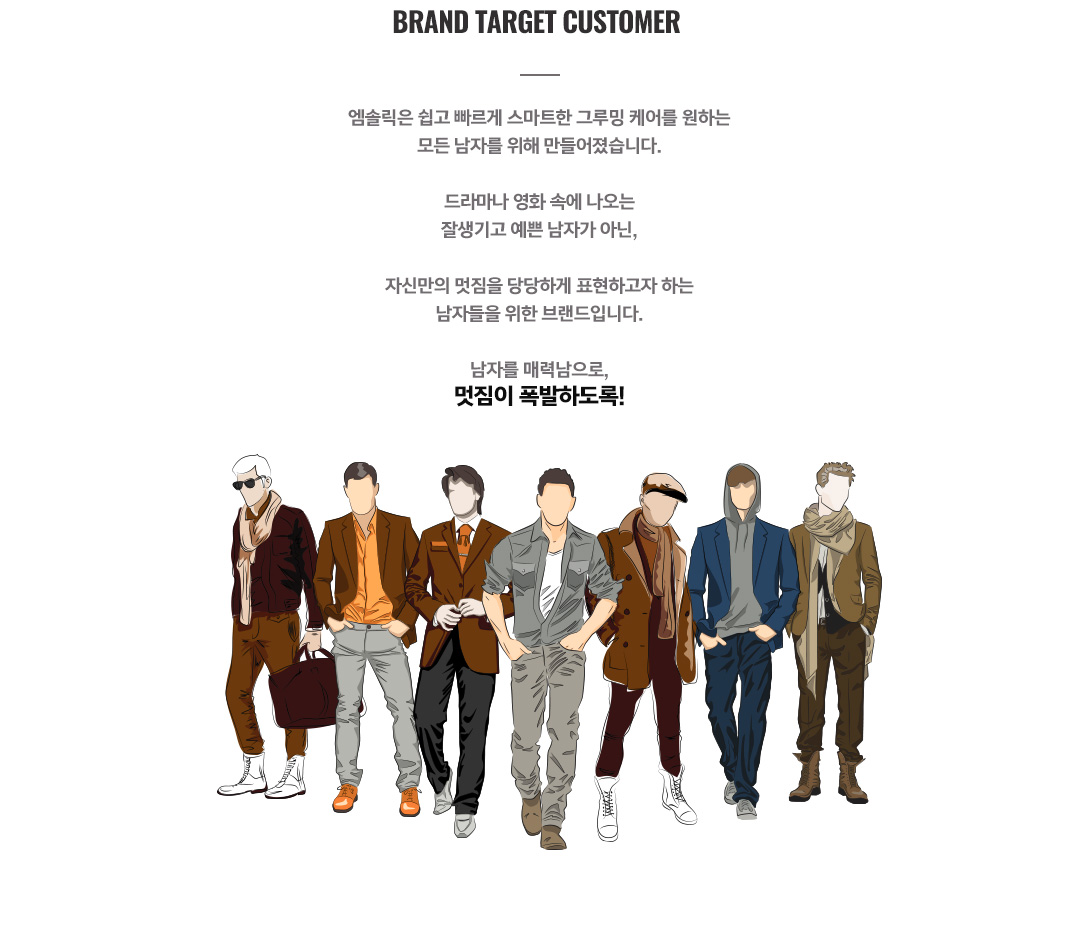 BRAND TARGET CUSTOMER
엠솔릭은 쉽고 빠르게 스마트한 그루밍 케어를 원하는
모든 남자를 위해 만들어졌습니다.
드라마나 영화 속에 나오는
잘생기고 예쁜 남자가 아닌,
자신만의 멋짐을 당당하게 표현하고자 하는
남자들을 위한 브랜드입니다.
남자를 매력남으로,
멋짐이 폭발하도록!